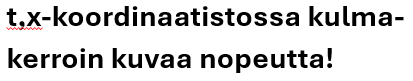 t,x-koordinaatistossa kulma-
kerroin kuvaa nopeutta!